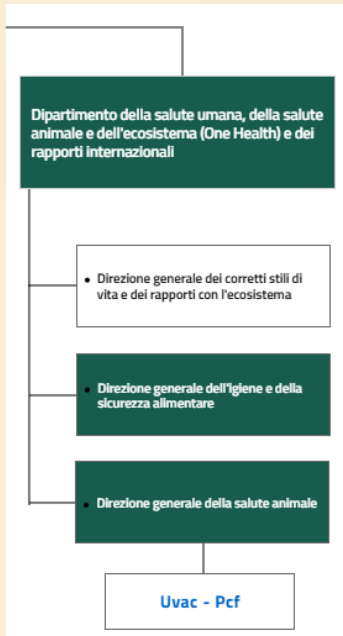 Dipartimento della salute umana, della salute
animale e dell'ecosistema (One Health) e dei
rapporti internazionali
• Direzione generale dei corretti stili di
vita e dei rapporti con l'ecosistema
• Direzione generale dell'igiene e della
sicurezza alimentare
• Direzione generale della salute animale
Uvac - Pcf